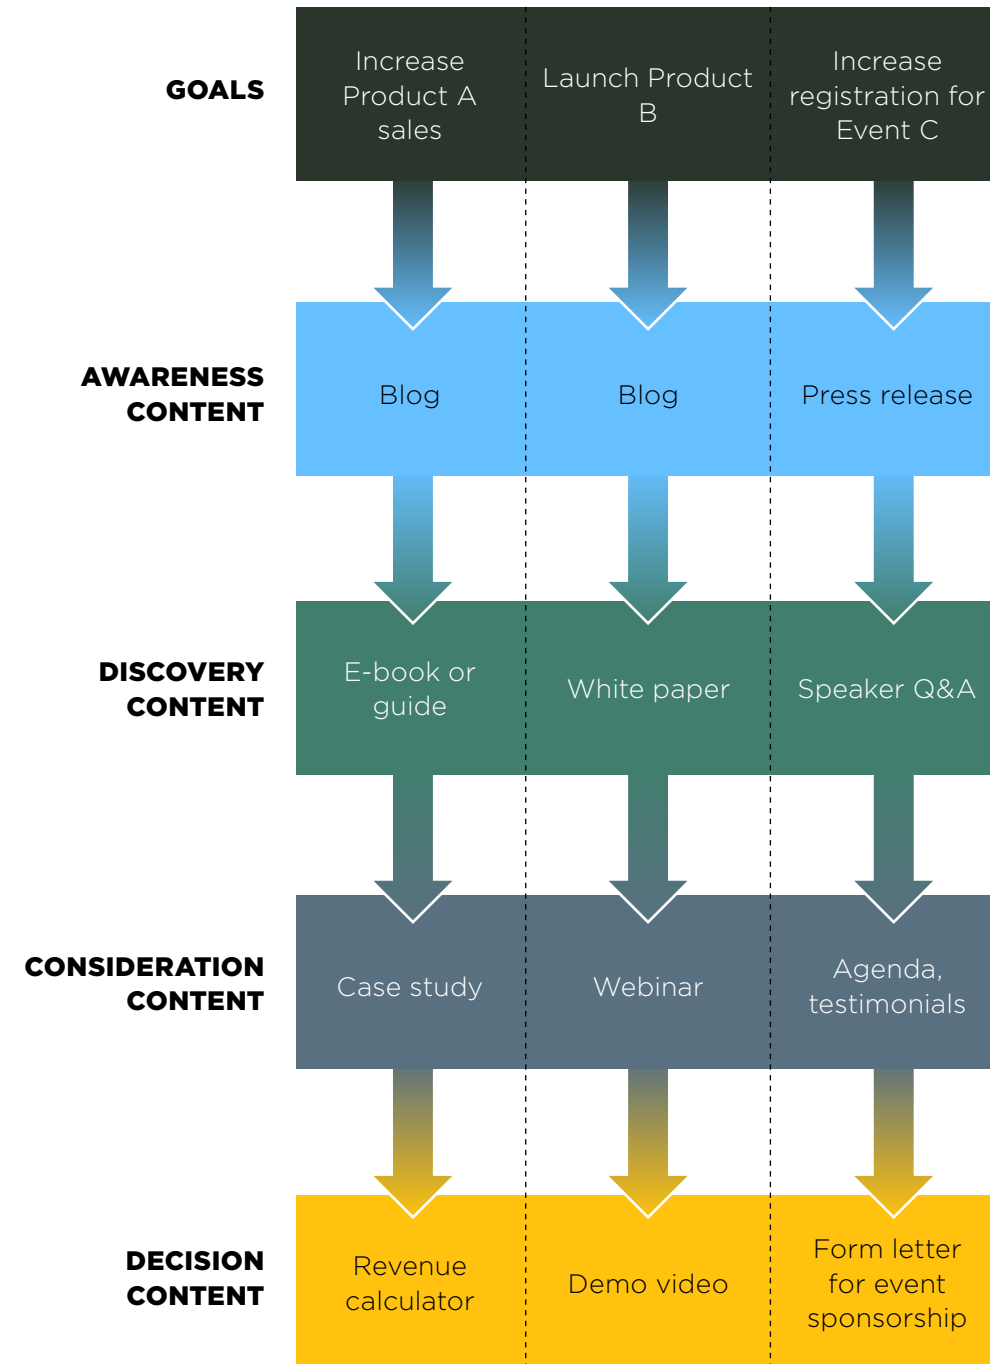 GOALS
Increase
Product A
sales
Launch Product
B
Increase
registration for
Event C
AWARENESS
CONTENT
Blog
Blog
Press release
DISCOVERY
CONTENT
E-book or
guide
White paper
Speaker Q&A
CONSIDERATION
CONTENT
Case study
Webinar
Agenda,
testimonials
DECISION
CONTENT
Revenue
calculator
Demo video
Form letter
for event
sponsorship